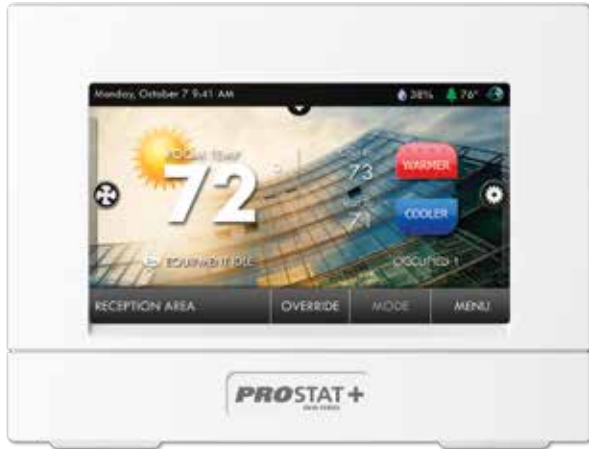 Monday, October 7 9:41 AM
38%
76°
ROOM TEMP
72
73
71
WARMER
COOLER
EQUIPMENT IDLE
OCCUPIED 1
RECEPTION AREA
OVERRIDE
MODE
MENU
PROSTAT+